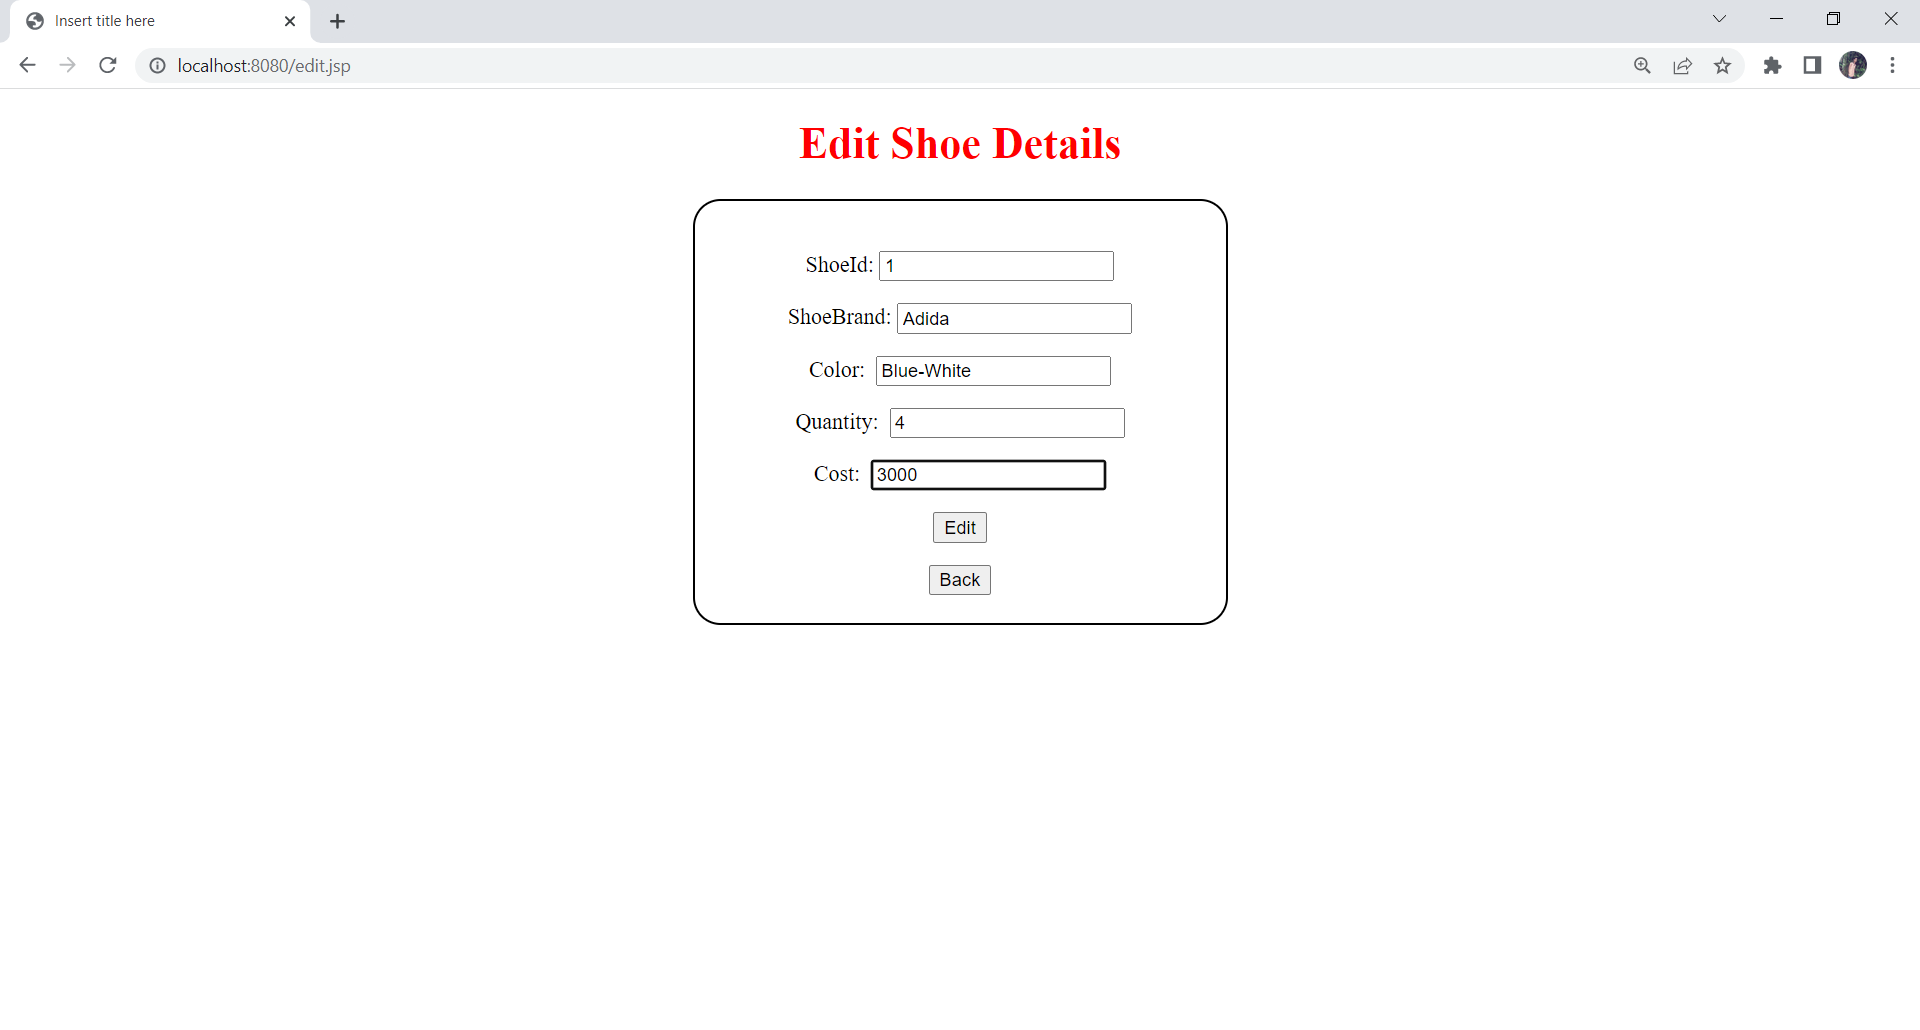 Insert title here
localhost:8080/edit.jsp
Edit Shoe Details
ShoeId: 1
ShoeBrand: Adida
Color: Blue-White
Quantity: 4
Cost: 3000
Edit
Back